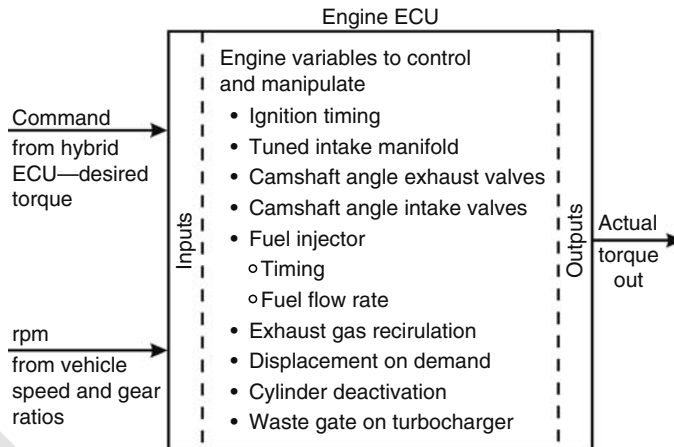 Engine ECU
Command
from hybrid
ECU—desired
torque
rpm
from vehicle
speed and gear
ratios
Inputs
Engine variables to control
and manipulate
• Ignition timing
• Tuned intake manifold
• Camshaft angle exhaust valves
• Camshaft angle intake valves
• Fuel injector
o Timing
o Fuel flow rate
• Exhaust gas recirulation
• Displacement on demand
• Cylinder deactivation
• Waste gate on turbocharger
Outputs
Actual
torque
out